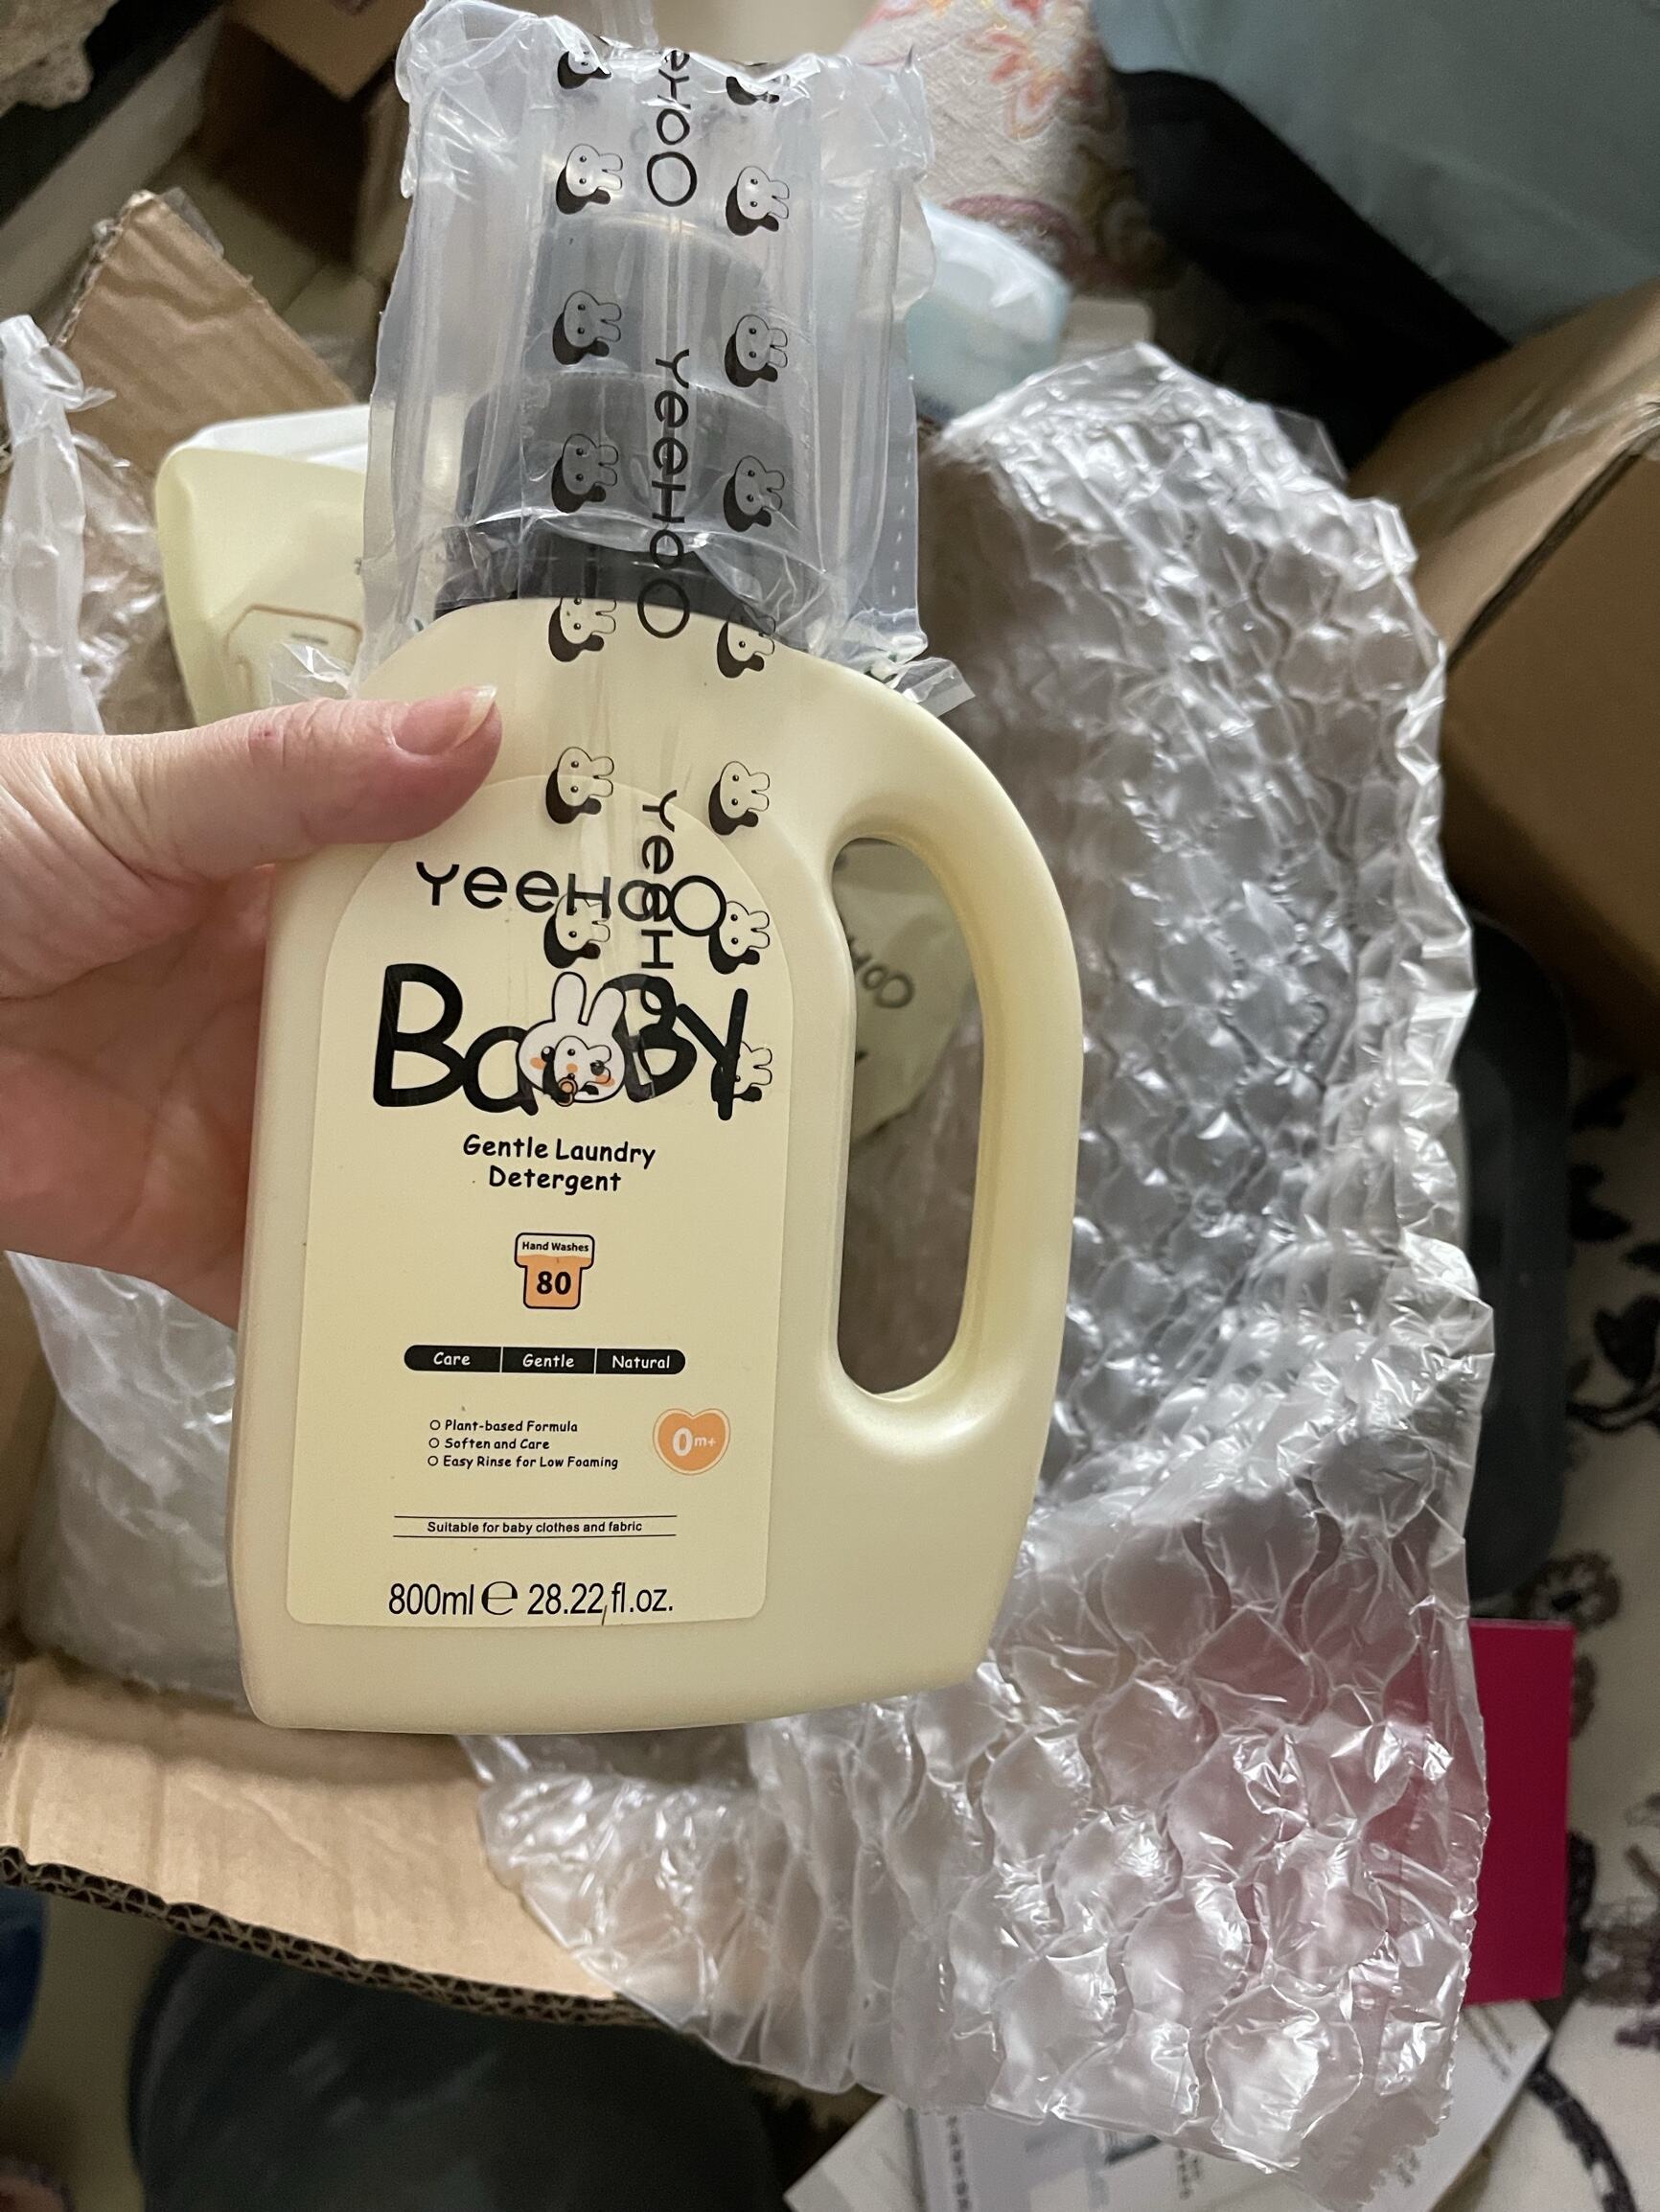 YeeHoO
YeeHoO
YeeHoO
YeeHoO
BaBy
Gentle Laundry
Detergent
Hand Washes
80
Care Gentle Natural
Plant-based Formula
Soften and Care
Easy Rinse for Low Foaming
0m+
Suitable for baby clothes and fabric
800ml e 28.22 fl.oz.